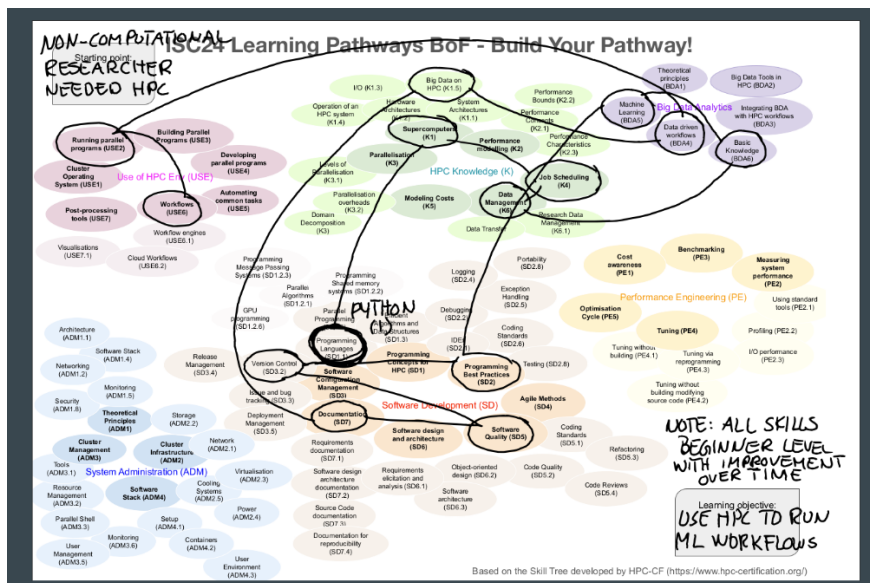 ISC24 Learning Pathways BoF - Build Your Pathway!
Starting point:
NON-COMPUTATIONAL
RESEARCHER
NEEDED HPC
Running parallel
programs (USE2)
Building Parallel
Programs (USE3)
Cluster
Operating
System (USE1)
Use of HPC Env (USE)
Developing
parallel programs
(USE4)
Automating
common tasks
(USE5)
Post-processing
tools (USE7)
Workflows
(USE6)
Workflow engines
(USE6.1)
Visualisations
(USE7.1)
Cloud Workflows
(USE6.2)
I/O (K1.3)
Big Data on
HPC (K1.5)
Operation of an
HPC system
(K1.4)
Hardware
Architectures
(K1.2)
System
Architectures
(K1.1)
Performance
Bounds (K2.2)
Performance
(K2.1)
Performance
Characteristics
(K2.3)
Supercomputers
(K1)
Parallelisation
(K3)
Performance
modelling (K2)
HPC Knowledge (K)
Levels of
Parallelisation
(K3.1)
Job Scheduling
(K4)
Parallelisation
overheads
(K3.2)
Modeling Costs
(K5)
Data
Management
(K6)
Domain
Decomposition
(K3)
Data Transfer
Research Data
Management
(K6.1)
Theoretical
principles
(BDA1)
Big Data Tools in
HPC (BDA2)
Machine
Learning
(BDA5)
Big Data Analytics
Integrating BDA
with HPC workflows
(BDA3)
Data driven
workflows
(BDA4)
Basic
Knowledge
(BDA6)
Programming
Message Passing
Systems (SD1.2.3)
Programming
Shared memory
systems (SD1.2.2)
Parallel
Algorithms
(SD1.2.1)
GPU
programming
(SD1.2.6)
Parallel
Programming
PYTHON
Algorithms and
Data Structures
(SD1.3)
Programming
Languages
(SD1.1)
Logging
(SD2.4)
Portability
(SD2.8)
Exception
Handling
(SD2.5)
Debugging
(SD2.2)
IDEs
(SD2.1)
Coding
Standards
(SD2.6)
Testing (SD2.8)
Release
Management
(SD3.4)
Version Control
(SD3.2)
Programming
Concepts for
HPC (SD1)
Programming
Best Practices
(SD2)
Software
Configuration
Management
(SD3)
Issue and bug
tracking (SD3.3)
Agile Methods
(SD4)
Deployment
Management
(SD3.5)
Documentation
(SD7)
Software Development (SD)
Software design
and architecture
(SD6)
Software
Quality (SD5)
Coding
Standards
(SD5.1)
Refactoring
(SD5.3)
Code Quality
(SD5.2)
Code Reviews
(SD5.4)
Requirements
documentation
(SD7.1)
Software design
architecture
documentation
(SD7.2)
Requirements
elicitation and
analysis (SD6.1)
Object-oriented
design (SD6.2)
Software
architecture
(SD6.3)
Source Code
documentation
(SD7.3)
Documentation for
reproducibility
(SD7.4)
Cost
awareness
(PE1)
Benchmarking
(PE3)
Measuring
system
performance
(PE2)
Performance Engineering (PE)
Optimisation
Cycle (PE5)
Using standard
tools (PE2.1)
Tuning (PE4)
Profiling (PE2.2)
Tuning without
building (PE4.1)
Tuning via
reprogramming
(PE4.3)
I/O performance
(PE2.3)
Tuning without
building modifying
source code (PE4.2)
Architecture
(ADM1.1)
Software Stack
(ADM1.4)
Networking
(ADM1.2)
Monitoring
(ADM1.5)
Security
(ADM1.8)
Theoretical
Principles
(ADM1)
Storage
(ADM2.2)
Cluster
Management
(ADM3)
Cluster
Infrastructure
(ADM2)
Network
(ADM2.1)
Tools
(ADM3.1)
System Administration (ADM)
Virtualisation
(ADM2.3)
Resource
Management
(ADM3.2)
Software
Stack (ADM4)
Cooling
Systems
(ADM2.5)
Power
(ADM2.4)
Parallel Shell
(ADM3.3)
Setup
(ADM4.1)
User
Management
(ADM3.5)
Monitoring
(ADM3.6)
Containers
(ADM4.2)
User
Environment
(ADM4.3)
NOTE: ALL SKILLS
BEGINNER LEVEL
WITH IMPROVEMENT
OVER TIME
Learning objective:
USE HPC TO RUN
ML WORKFLOWS
Based on the Skill Tree developed by HPC-CF (https://www.hpc-certification.org/)